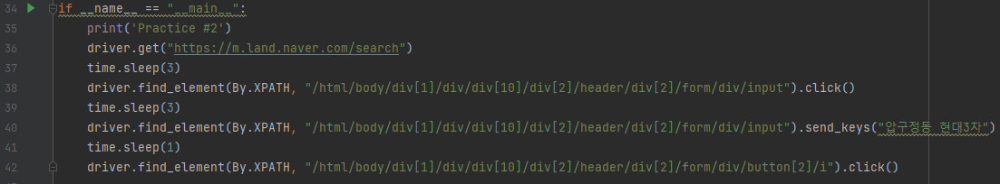 34 if __name__ == "__main__":
35 print('Practice #2')
36 driver.get("https://m.land.naver.com/search")
37 time.sleep(3)
38 driver.find_element(By.XPATH, "/html/body/div[1]/div/div[10]/div[2]/header/div[2]/form/div/input").click()
39 time.sleep(3)
40 driver.find_element(By.XPATH, "/html/body/div[1]/div/div[10]/div[2]/header/div[2]/form/div/input").send_keys("압구정동 현대3차")
41 time.sleep(1)
42 driver.find_element(By.XPATH, "/html/body/div[1]/div/div[10]/div[2]/header/div[2]/form/div/button[2]/i").click()